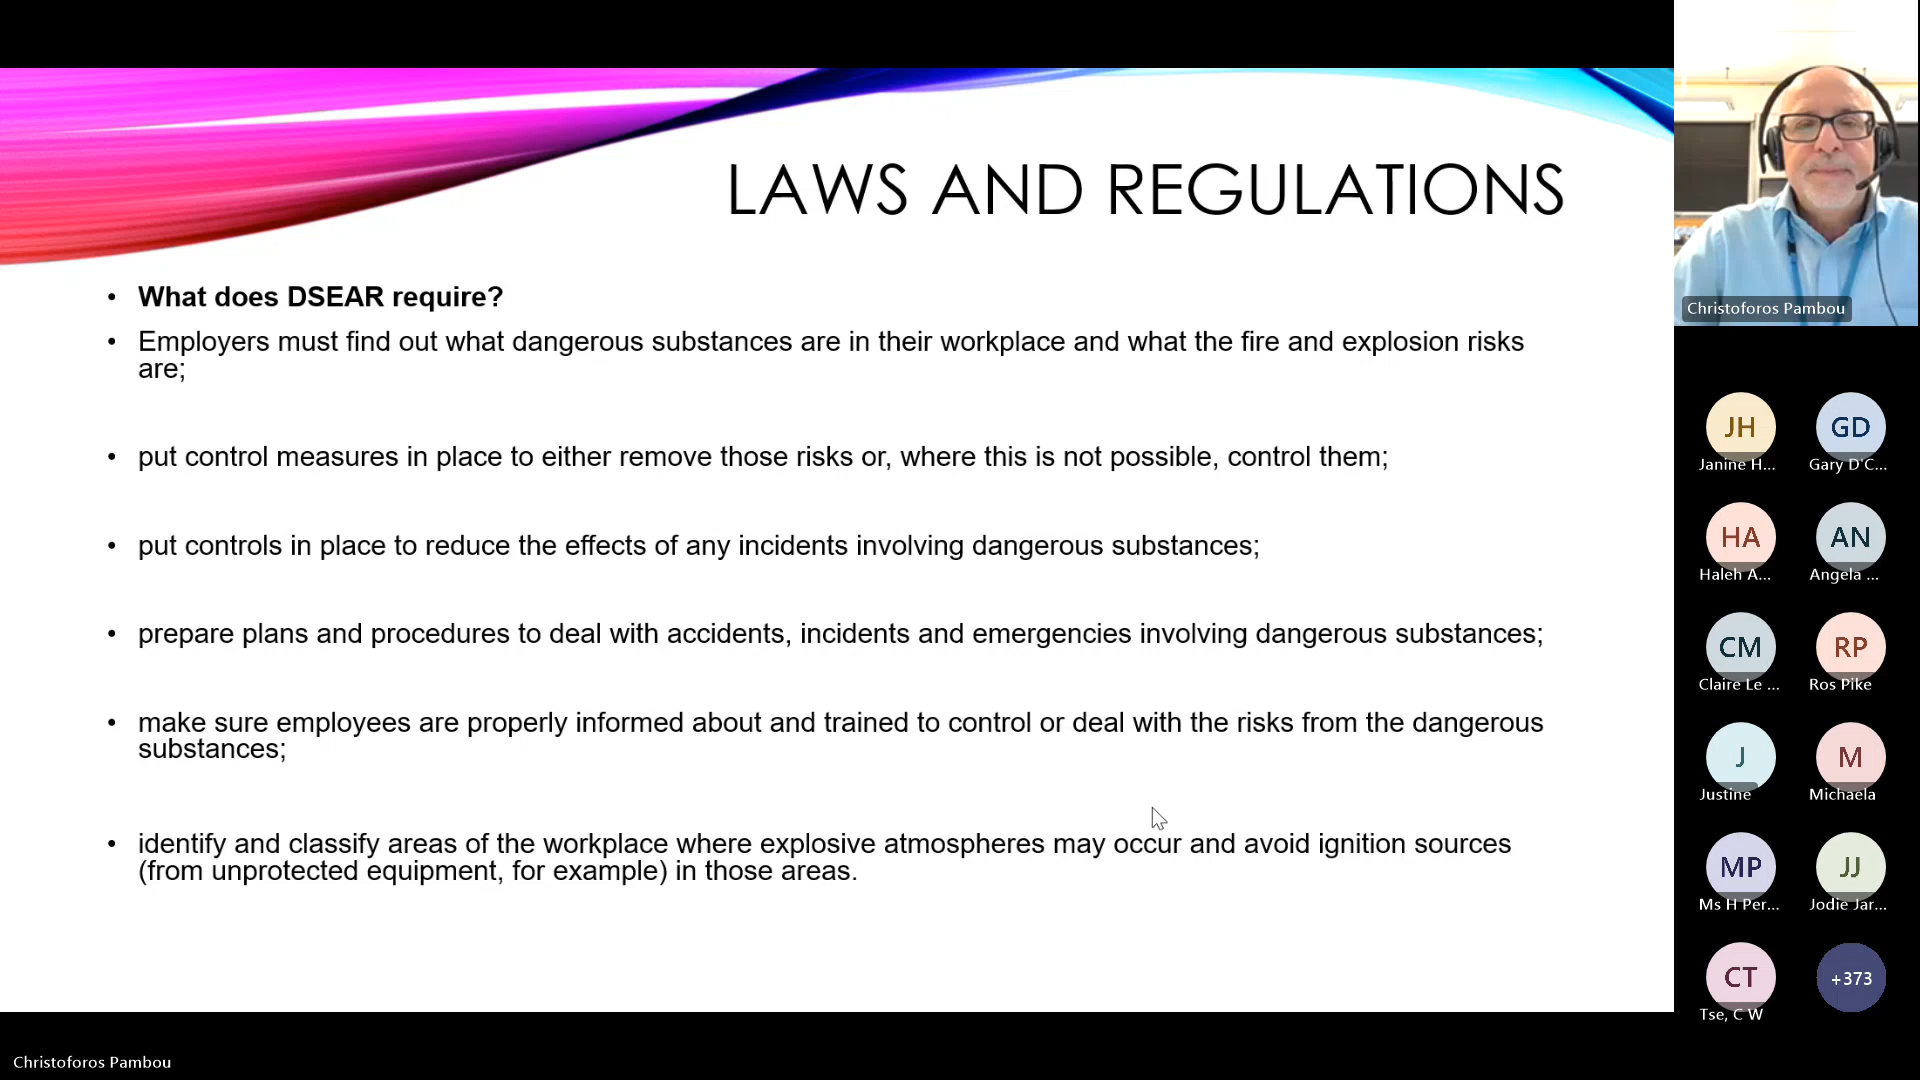 LAWS AND REGULATIONS
• What does DSEAR require?
• Employers must find out what dangerous substances are in their workplace and what the fire and explosion risks
are;
• put control measures in place to either remove those risks or, where this is not possible, control them;
• put controls in place to reduce the effects of any incidents involving dangerous substances;
• prepare plans and procedures to deal with accidents, incidents and emergencies involving dangerous substances;
• make sure employees are properly informed about and trained to control or deal with the risks from the dangerous
substances;
• identify and classify areas of the workplace where explosive atmospheres may occur and avoid ignition sources
(from unprotected equipment, for example) in those areas.
Christoforos Pambou
JH GD
Janine H... Gary D'C...
HA AN
Haleh A... Angela ...
CM RP
Claire Le ... Ros Pike
J M
Justine Michaela
MP JJ
Ms H Per... Jodie Jar...
CT +373
Tse, C W
Christoforos Pambou